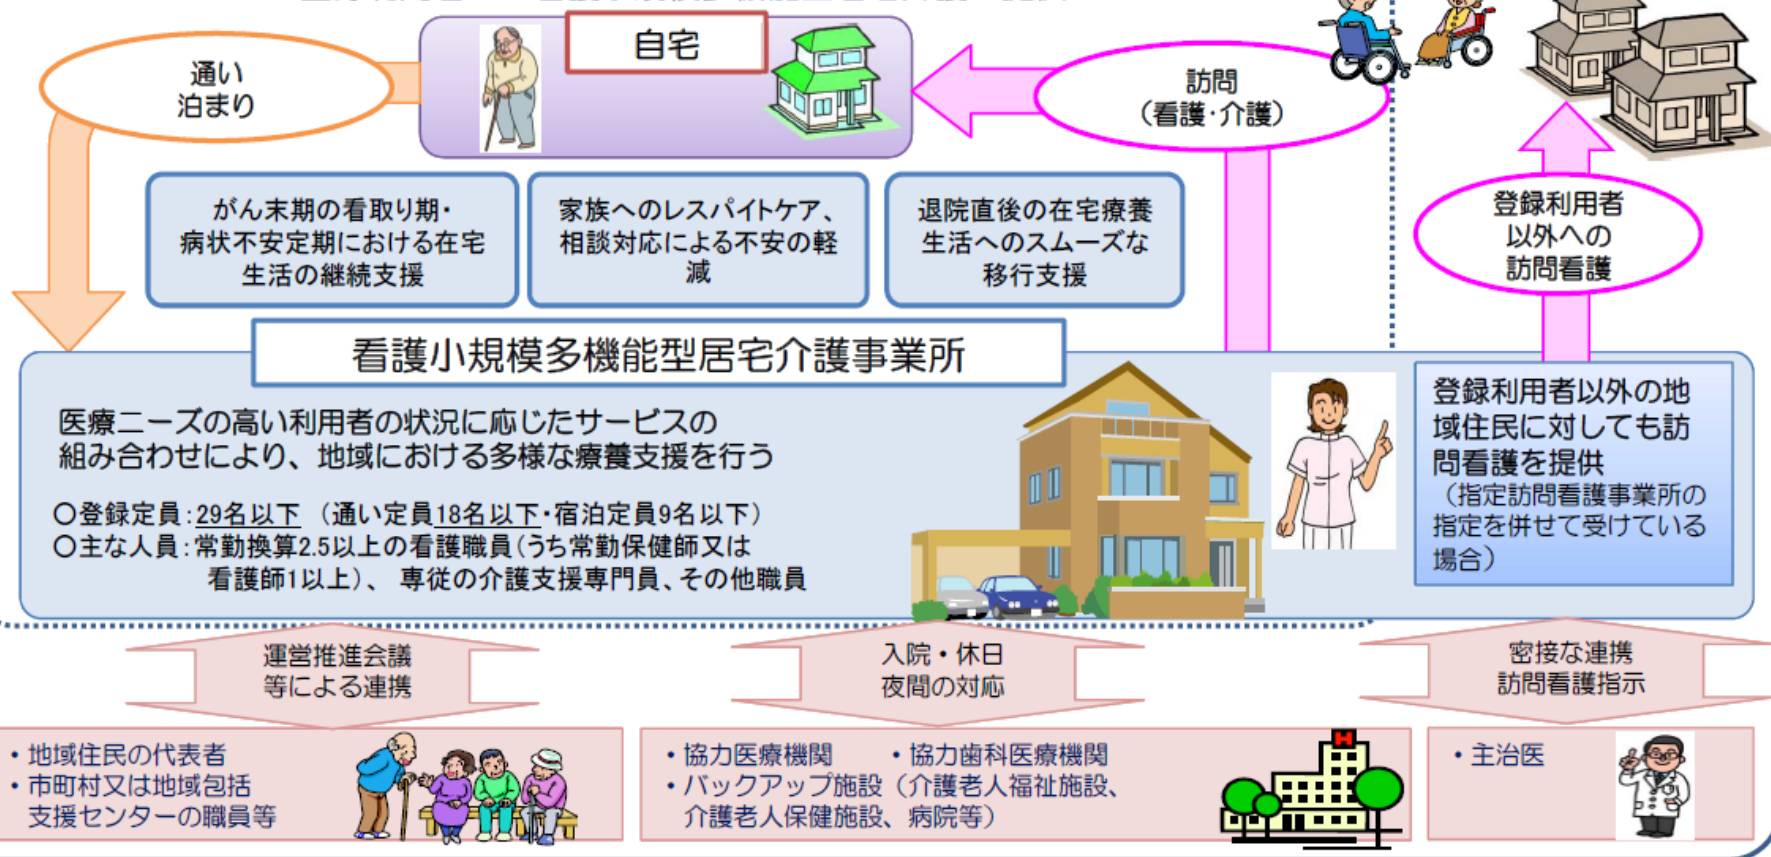 自宅
通い
泊まり
訪問
（看護・介護）
がん末期の看取り期・
病状不安定期における在宅
生活の継続支援
家族へのレスパイトケア、
相談対応による不安の軽
減
退院直後の在宅療養
生活へのスムーズな
移行支援
登録利用者
以外への
訪問看護
看護小規模多機能型居宅介護事業所
医療ニーズの高い利用者の状況に応じたサービスの
組み合わせにより、地域における多様な療養支援を行う
○登録定員：29名以下 （通い定員18名以下・宿泊定員9名以下）
○主な人員：常勤換算2.5以上の看護職員（うち常勤保健師又は
看護師1以上）、 専従の介護支援専門員、その他職員
登録利用者以外の地
域住民に対しても訪
問看護を提供
（指定訪問看護事業所の
指定を併せて受けている
場合）
運営推進会議
等による連携
入院・休日
夜間の対応
密接な連携
訪問看護指示
・地域住民の代表者
・市町村又は地域包括
支援センターの職員等
・協力医療機関 ・協力歯科医療機関
・バックアップ施設（介護老人福祉施設、
介護老人保健施設、病院等）
H
・主治医